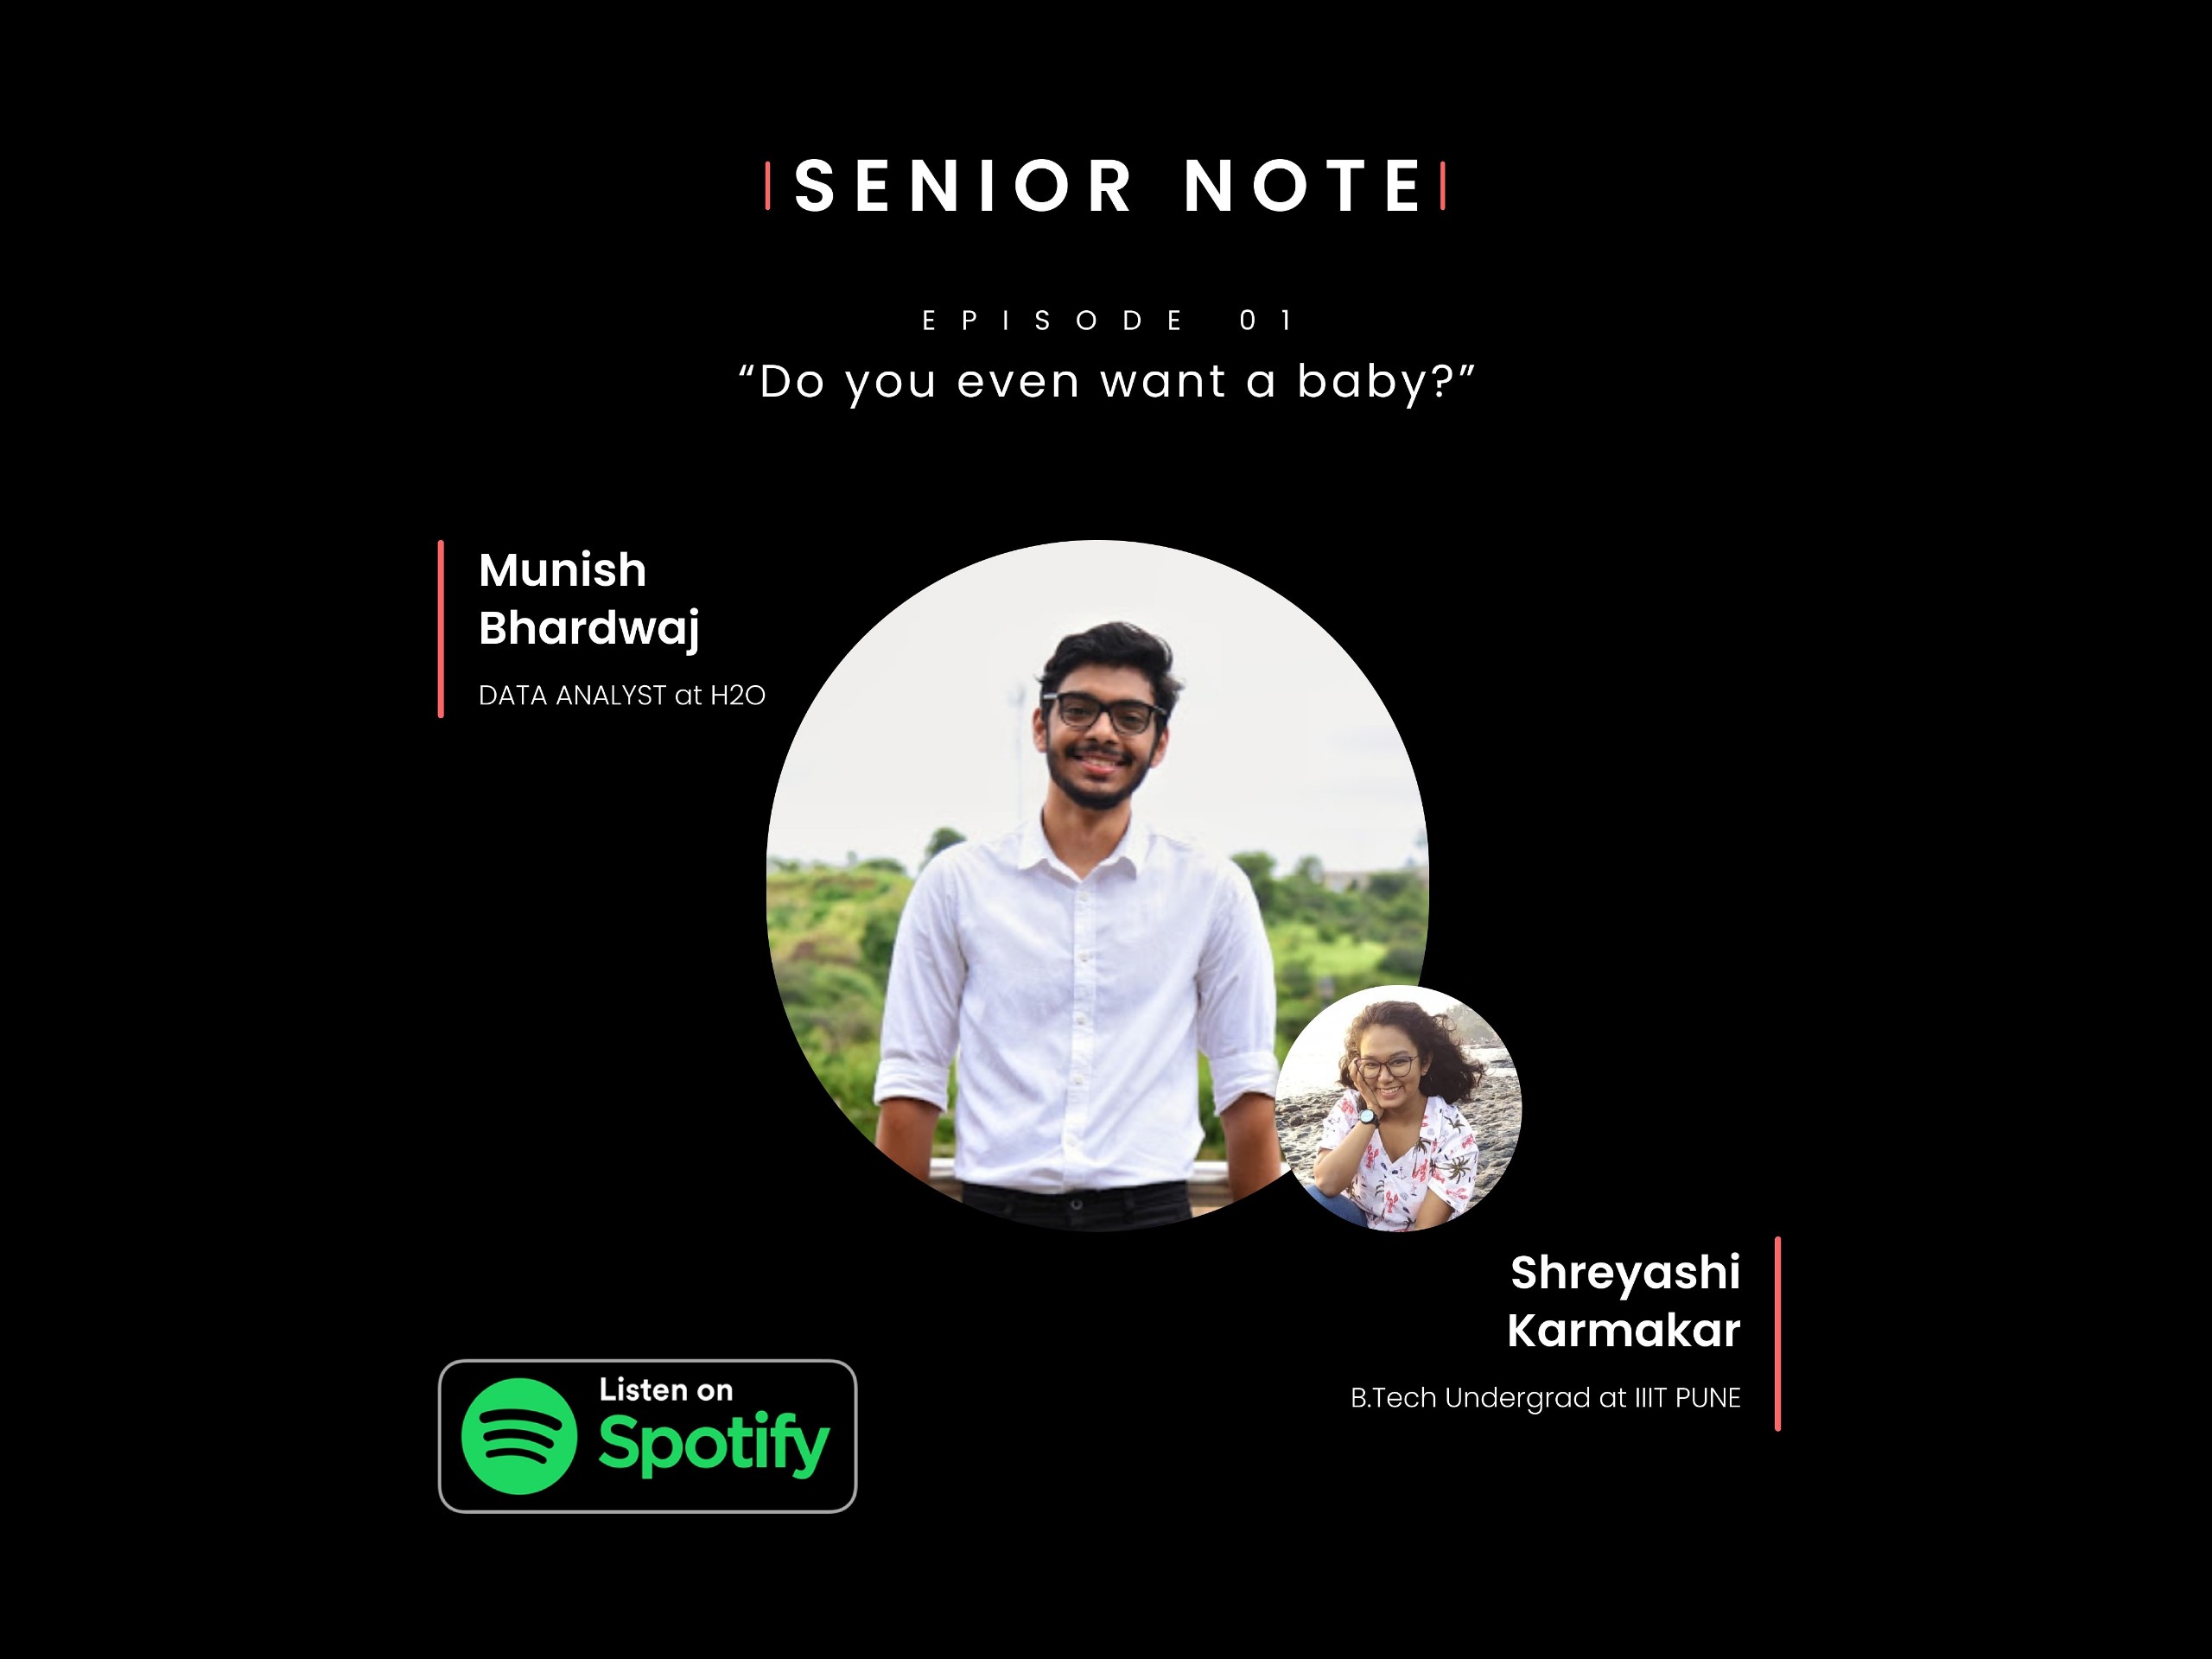 SENIOR NOTE
EPISODE 01
“Do you even want a baby?”
Munish
Bhardwaj
DATA ANALYST at H2O
Shreyashi
Karmakar
B.Tech Undergrad at IIIT PUNE
Listen on
Spotify